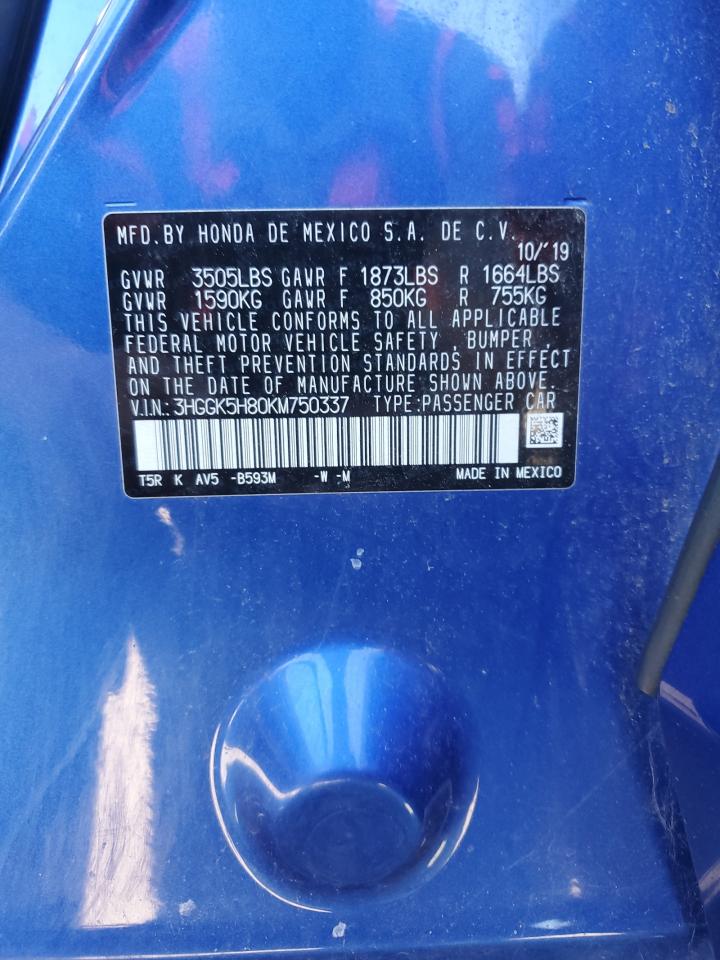 MFD.BY HONDA DE MEXICO S.A. DE C.V.
10/'19
GVWR 3505LBS GAWR F 1873LBS R 1664LBS
GVWR 1590KG GAWR F 850KG R 755KG
THIS VEHICLE CONFORMS TO ALL APPLICABLE
FEDERAL MOTOR VEHICLE SAFETY , BUMPER ,
AND THEFT PREVENTION STANDARDS IN EFFECT
ON THE DATE OF MANUFACTURE SHOWN ABOVE.
V.I.N.: 3HGGK5H80KM750337 TYPE:PASSENGER CAR
T5R K AV5 -B593M -W -M MADE IN MEXICO